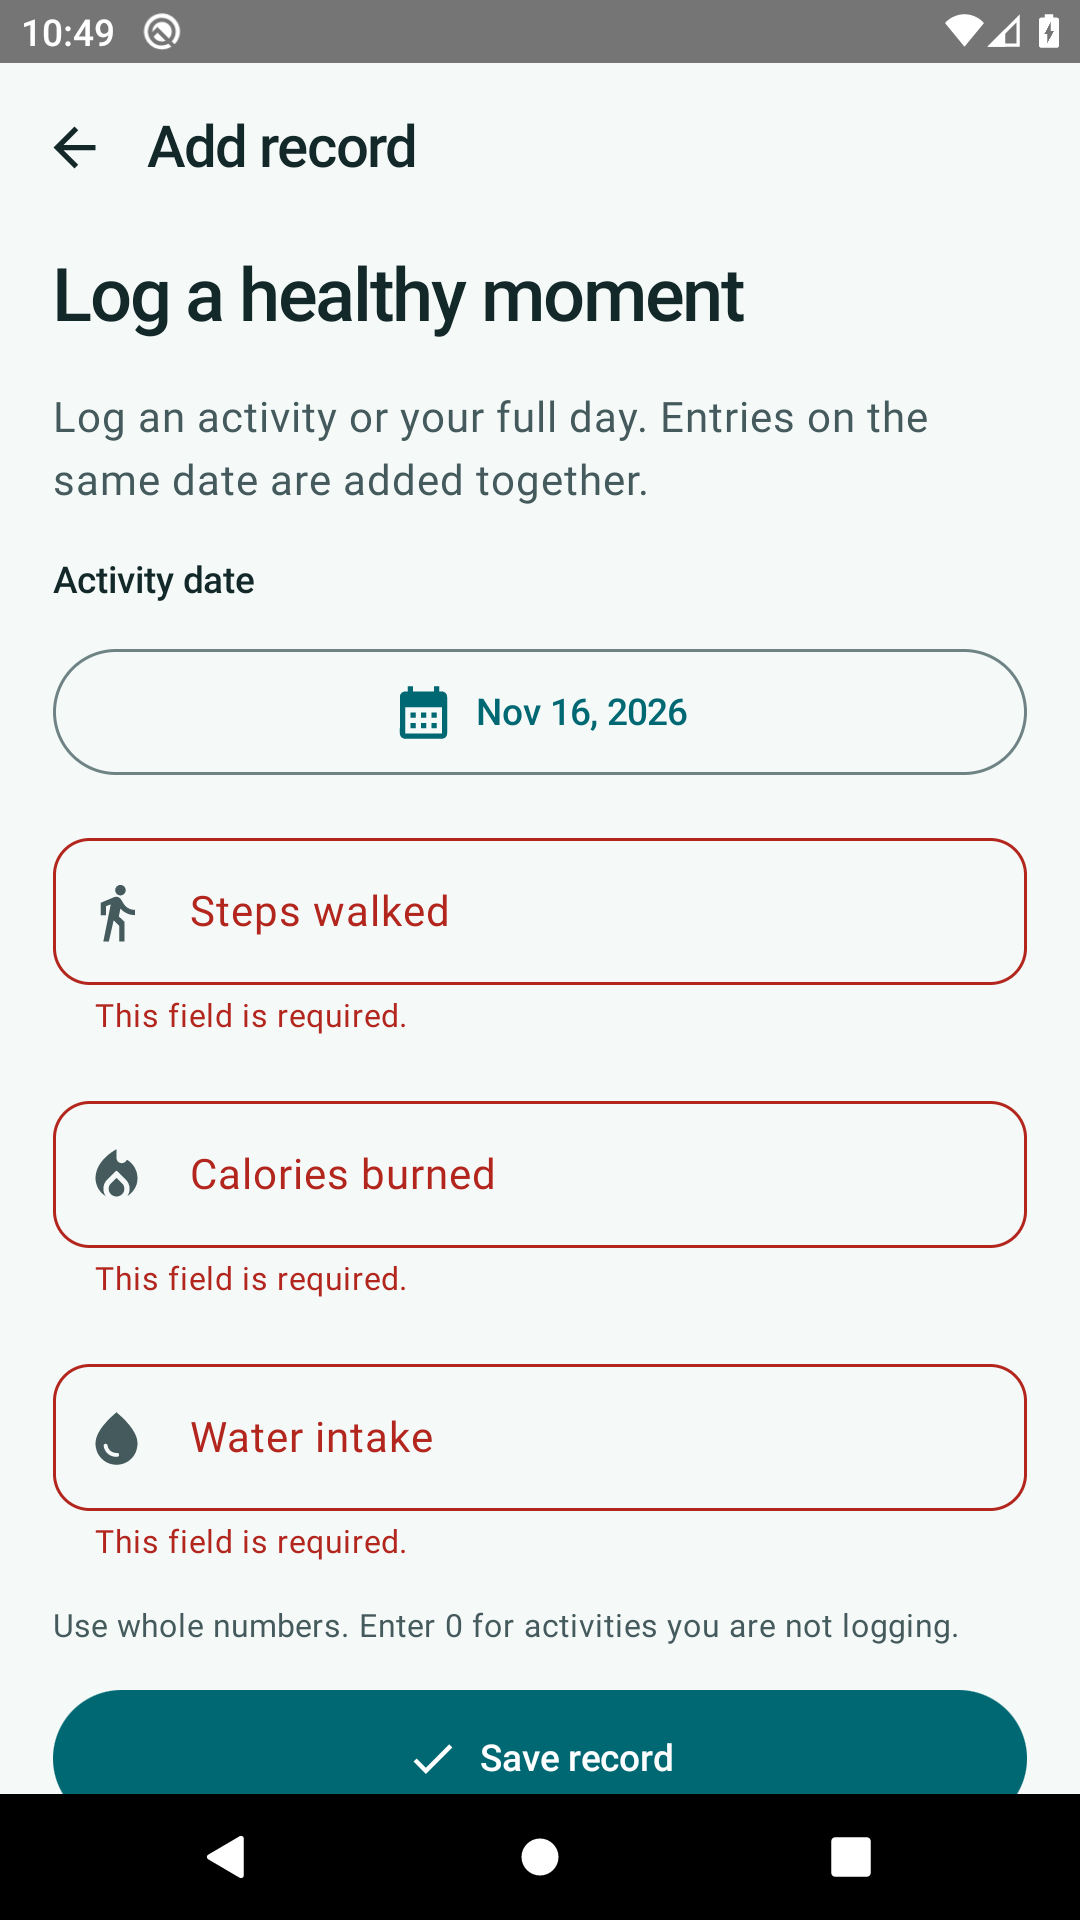 10:49
Add record
Log a healthy moment
Log an activity or your full day. Entries on the
same date are added together.
Activity date
Nov 16, 2026
Steps walked
This field is required.
Calories burned
This field is required.
Water intake
This field is required.
Use whole numbers. Enter 0 for activities you are not logging.
Save record